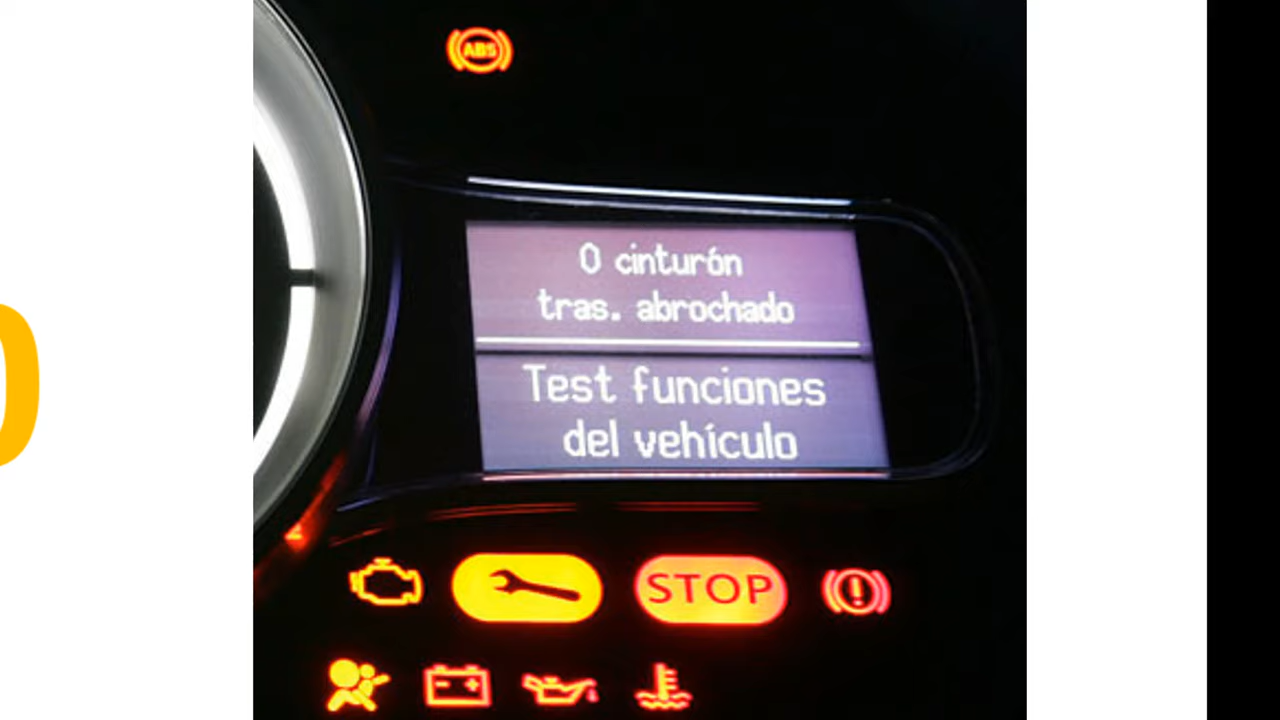 ABS
0 cinturón
tras. abrochado
Test funciones
del vehículo
STOP